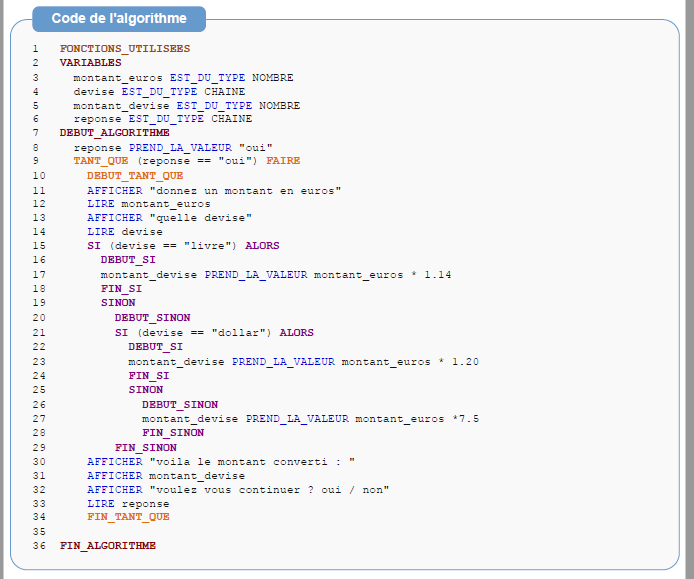 Code de l'algorithme
1 FONCTIONS_UTILISEES
2 VARIABLES
3 montant_euros EST_DU_TYPE NOMBRE
4 devise EST_DU_TYPE CHAINE
5 montant_devise EST_DU_TYPE NOMBRE
6 reponse EST_DU_TYPE CHAINE
7 DEBUT_ALGORITHME
8 reponse PREND_LA_VALEUR "oui"
9 TANT_QUE (reponse == "oui") FAIRE
10 DEBUT_TANT_QUE
11 AFFICHER "donnez un montant en euros"
12 LIRE montant_euros
13 AFFICHER "quelle devise"
14 LIRE devise
15 SI (devise == "livre") ALORS
16 DEBUT_SI
17 montant_devise PREND_LA_VALEUR montant_euros * 1.14
18 FIN_SI
19 SINON
20 DEBUT_SINON
21 SI (devise == "dollar") ALORS
22 DEBUT_SI
23 montant_devise PREND_LA_VALEUR montant_euros * 1.20
24 FIN_SI
25 SINON
26 DEBUT_SINON
27 montant_devise PREND_LA_VALEUR montant_euros *7.5
28 FIN_SINON
29 FIN_SINON
30 AFFICHER "voila le montant converti : "
31 AFFICHER montant_devise
32 AFFICHER "voulez vous continuer ? oui / non"
33 LIRE reponse
34 FIN_TANT_QUE
35
36 FIN_ALGORITHME